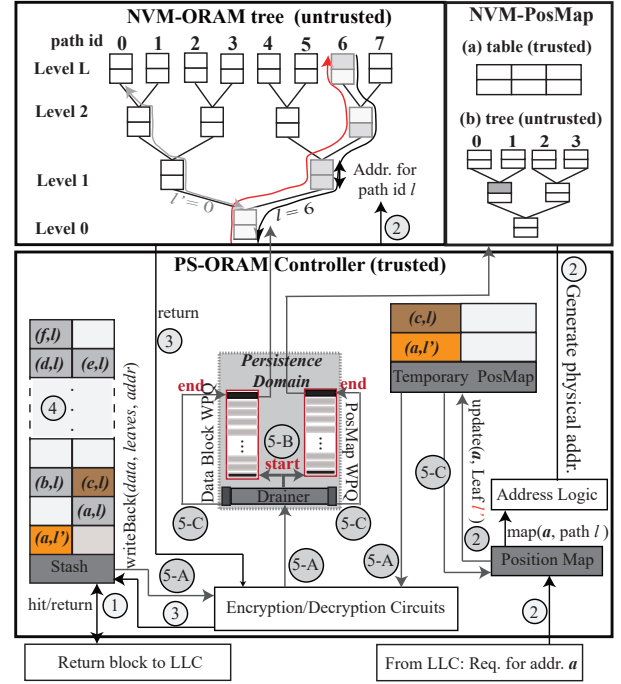 NVM-ORAM tree (untrusted)
path id 0 1 2 3 4 5 6 7
Level L
Level 2
Level 1
Level 0
l'=0
l = 6
Addr. for
path id l
2
NVM-PosMap
(a) table (trusted)
(b) tree (untrusted)
0 1 2 3
PS-ORAM Controller (trusted)
return
3
2
Generate physical addr.
(f,l)
(d,l) (e,l)
4
(b,l) (c,l)
(a,l)
(a,l')
Stash
writeBack(data, leaves, addr)
Persistence
Domain
end
end
Data Block WPQ
PosMap WPQ
5-B
start
Drainer
5-C
5-C
(c,l)
(a,l')
Temporary PosMap
5-C
update(a, Leaf l')
2
Address Logic
map(a, path l )
Position Map
5-A
5-A
5-A
hit/return
1
3
Encryption/Decryption Circuits
2
Return block to LLC
From LLC: Req. for addr. a